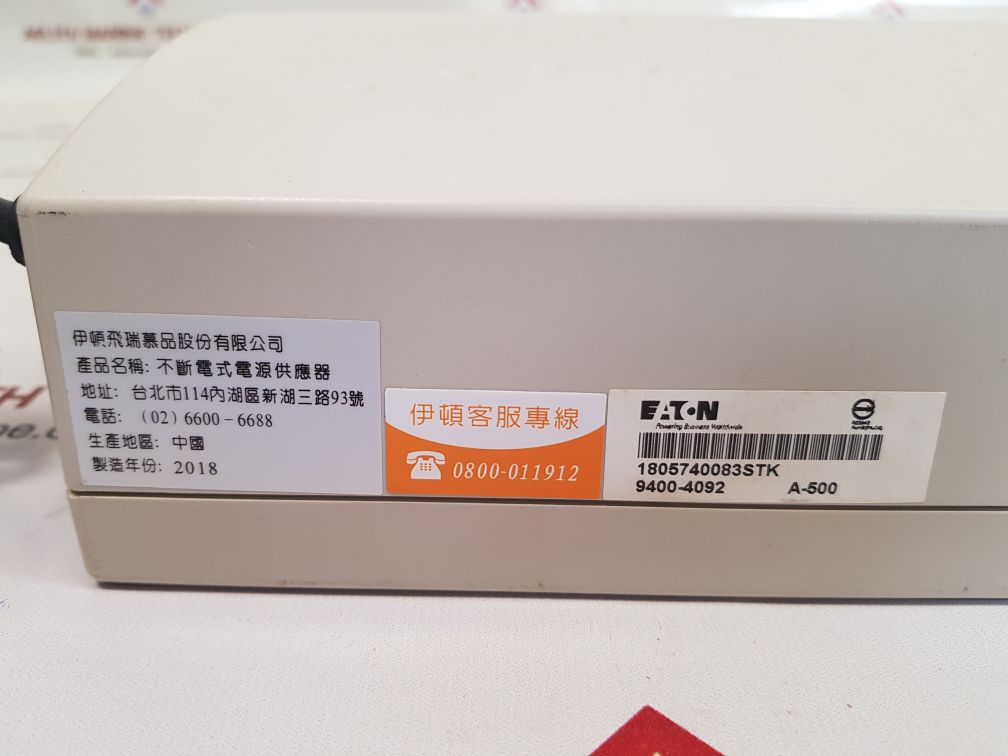 伊頓飛瑞慕品股份有限公司
產品名稱: 不斷電式電源供應器
地址: 台北市114內湖區新湖三路93號
電話: (02) 6600-6688
生產地區: 中國
製造年份: 2018
伊頓客服專線
0800-011912
EATON
Powering Business Worldwide
1805740083STK
9400-4092 A-500